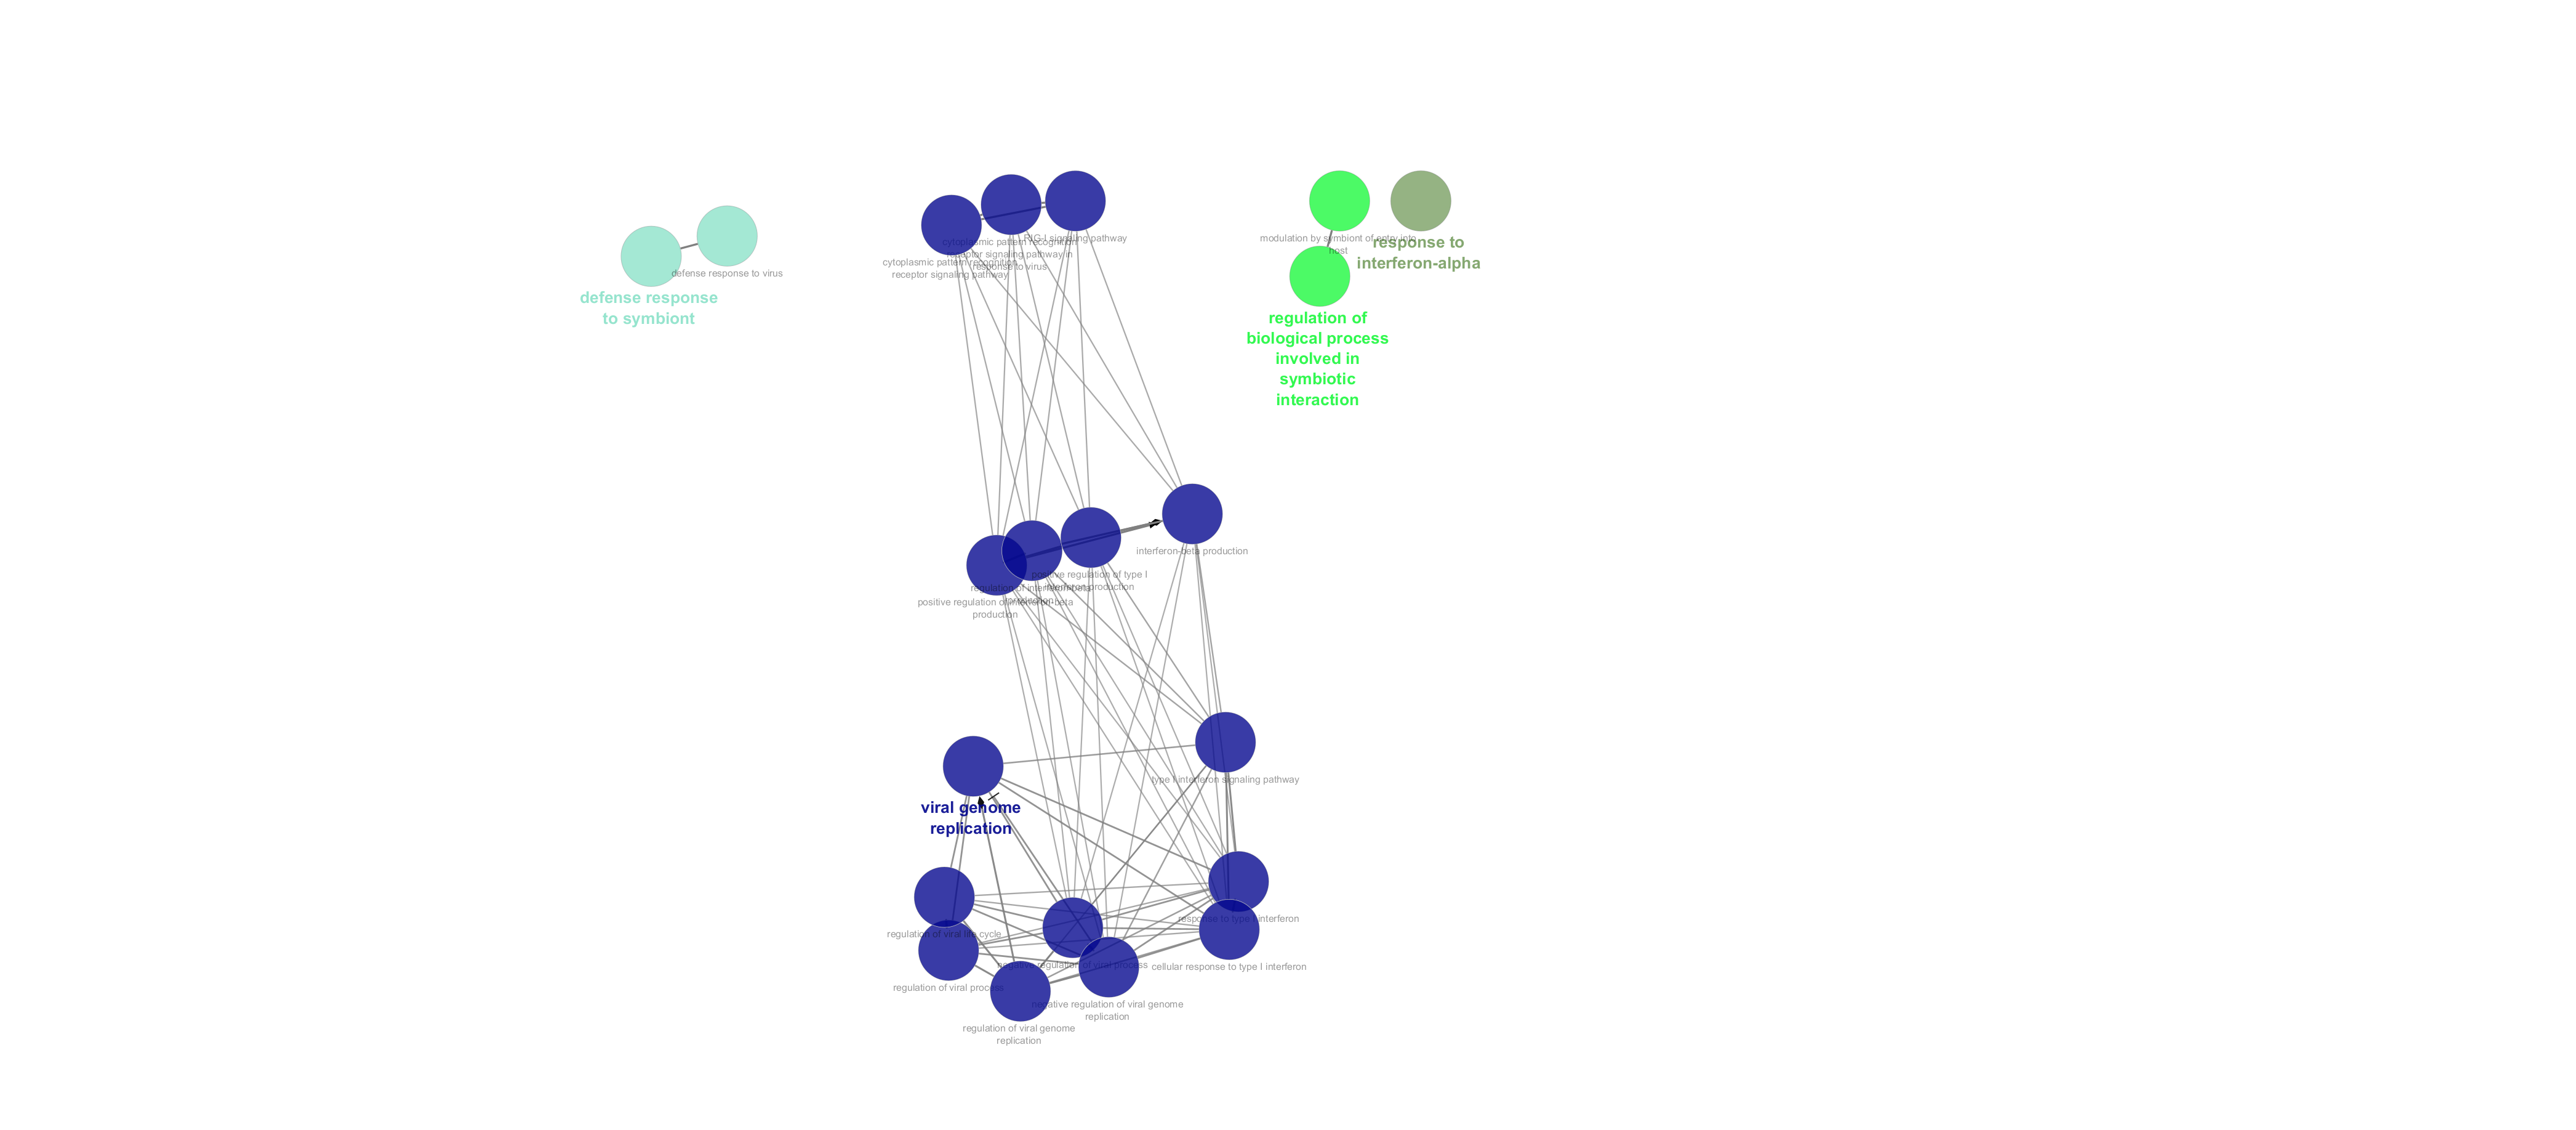 RIG-I signaling pathway
cytoplasmic pattern recognition
receptor signaling pathway in
response to virus
cytoplasmic pattern recognition
receptor signaling pathway
modulation by symbiont of entry into
host
response to
interferon-alpha
defense response to virus
defense response
to symbiont
regulation of
biological process
involved in
symbiotic
interaction
interferon-beta production
positive regulation of type I
interferon production
regulation of interferon-beta
production
positive regulation of interferon-beta
production
type I interferon signaling pathway
viral genome
replication
response to type I interferon
regulation of viral life cycle
negative regulation of viral process
cellular response to type I interferon
regulation of viral process
negative regulation of viral genome
replication
regulation of viral genome
replication